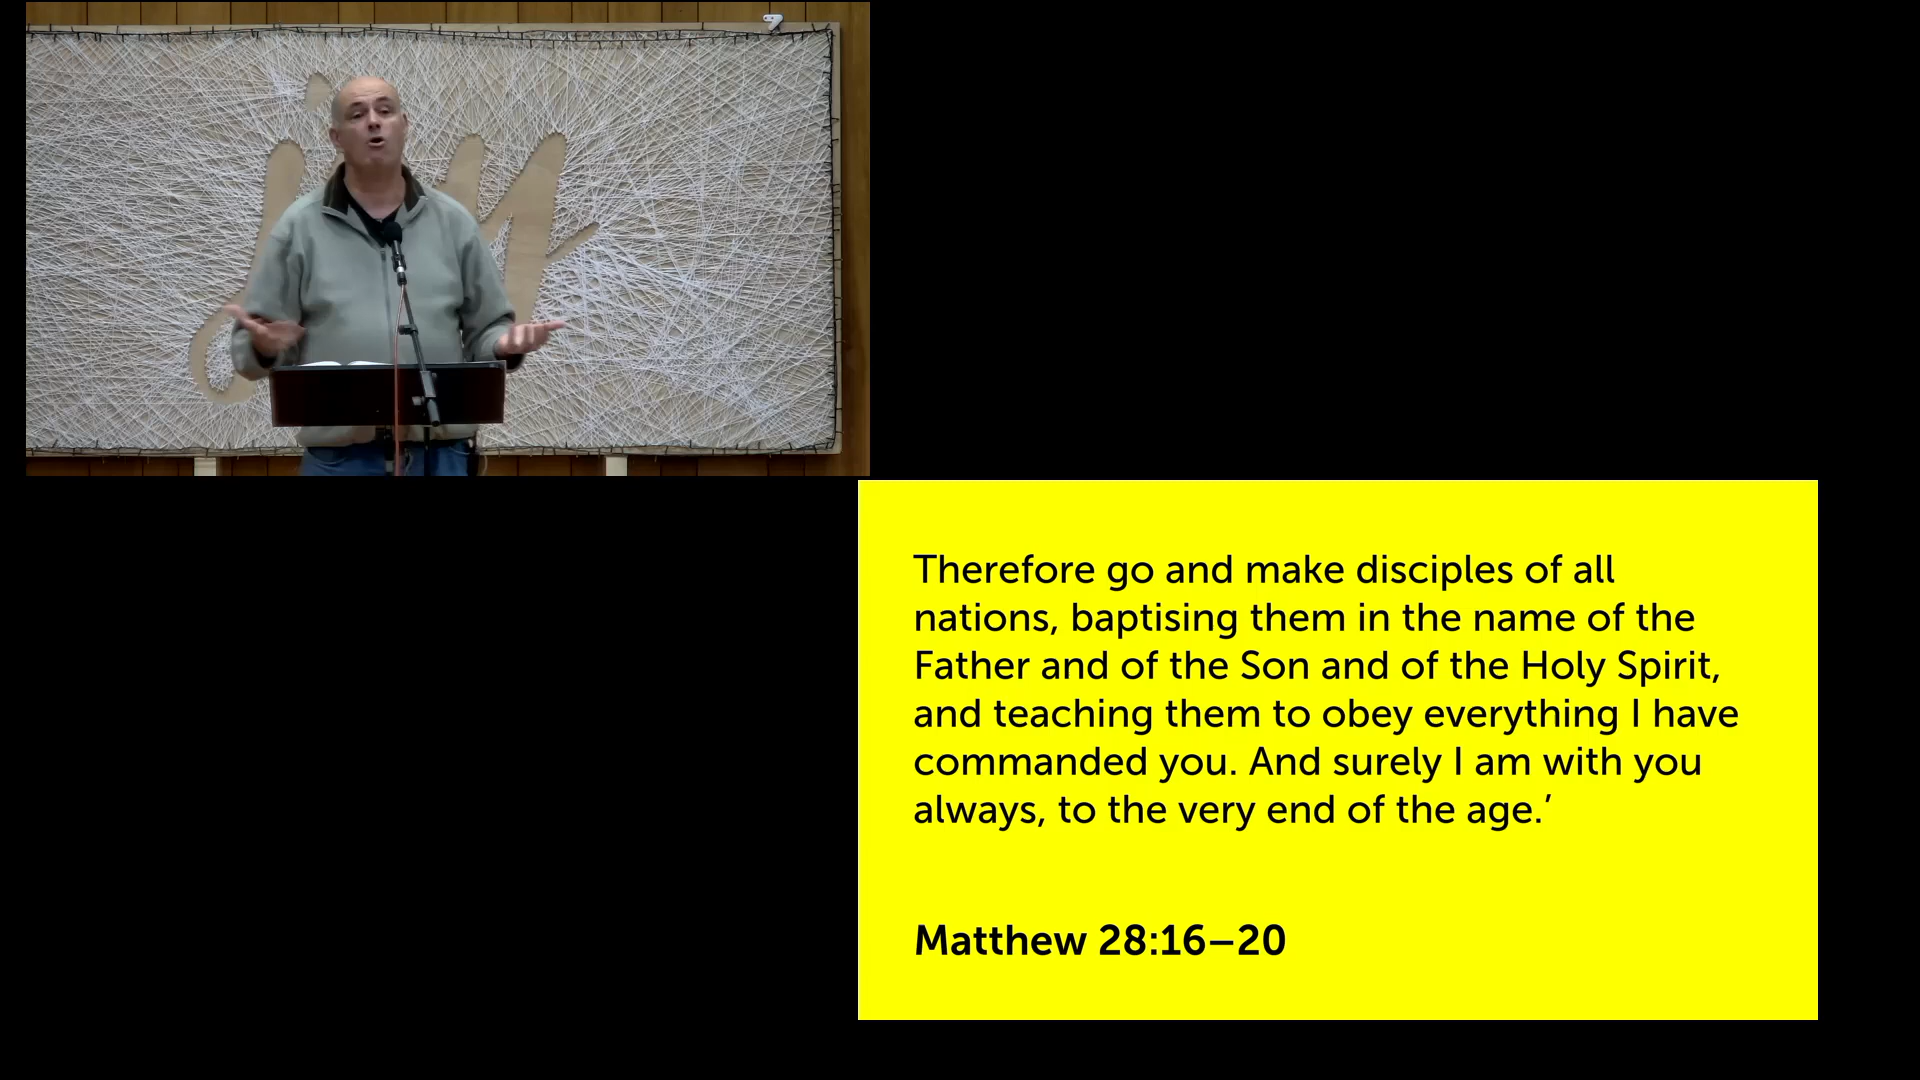 Therefore go and make disciples of all
nations, baptising them in the name of the
Father and of the Son and of the Holy Spirit,
and teaching them to obey everything I have
commanded you. And surely I am with you
always, to the very end of the age.’
Matthew 28:16–20